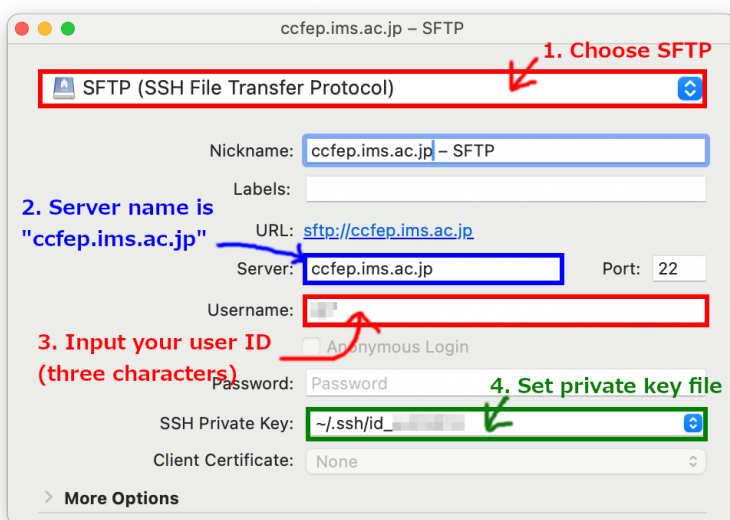 ccfep.ims.ac.jp – SFTP
1. Choose SFTP
SFTP (SSH File Transfer Protocol)
Nickname: ccfep.ims.ac.jp – SFTP
Labels:
2. Server name is
"ccfep.ims.ac.jp"
URL: sftp://ccfep.ims.ac.jp
Server: ccfep.ims.ac.jp Port: 22
Username:
3. Input your user ID
(three characters)
Anonymous Login
Password: Password
4. Set private key file
SSH Private Key: ~/.ssh/id_
Client Certificate: None
More Options